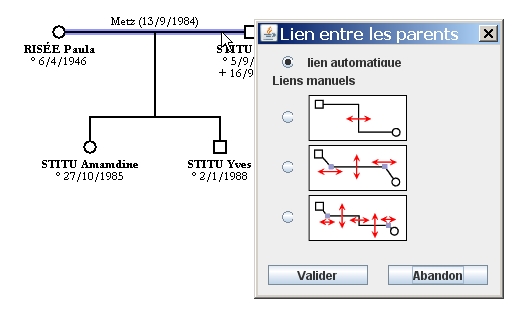 Metz (13/9/1984)
RISÉE Paula
° 6/4/1946
STITU
° 5/9/
+ 16/9
STITU Amamdine
° 27/10/1985
STITU Yves
° 2/1/1988
Lien entre les parents
lien automatique
Liens manuels
Valider
Abandon